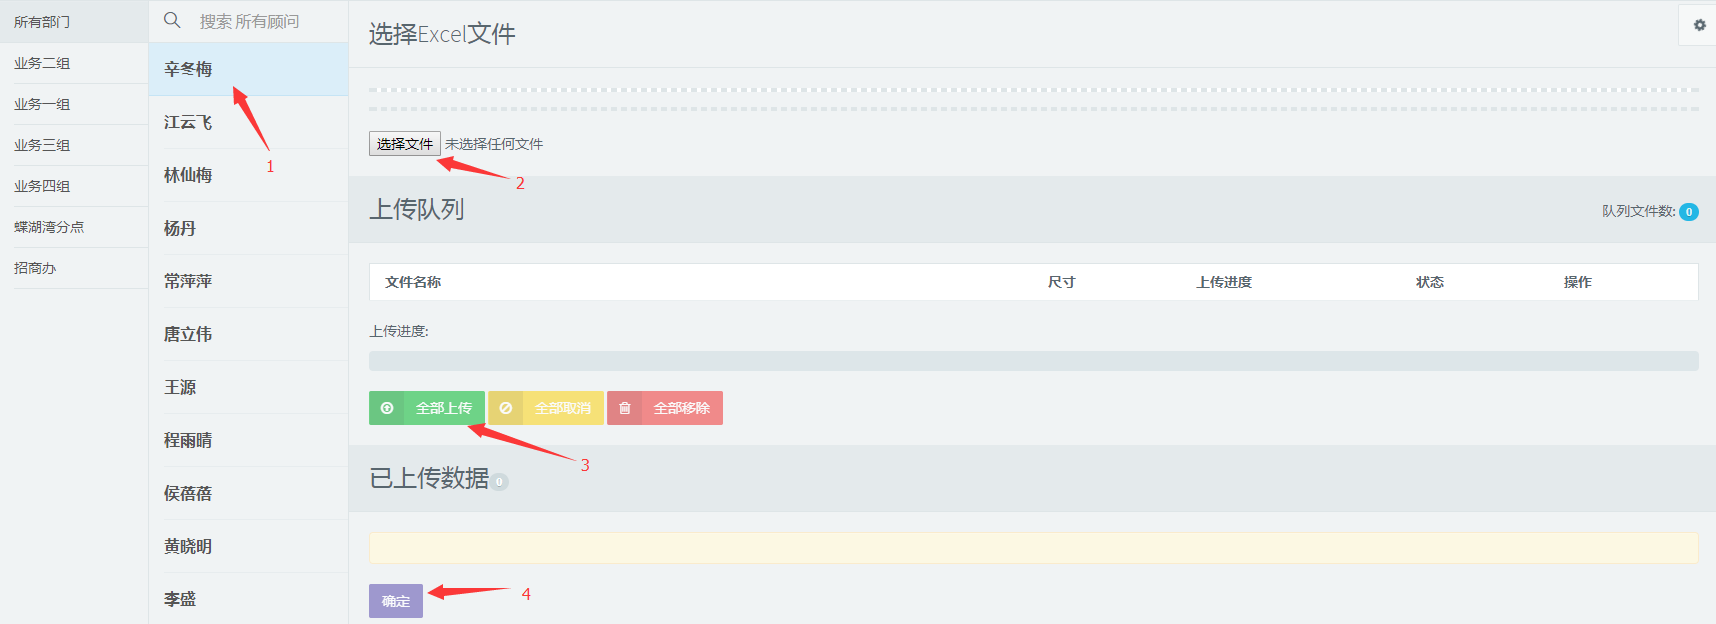 所有部门
业务二组
业务一组
业务三组
业务四组
蝶湖湾分点
招商办
搜索 所有顾问
辛冬梅
1
江云飞
林仙梅
杨丹
常萍萍
唐立伟
王源
程雨晴
侯蓓蓓
黄晓明
李盛
选择Excel文件
选择文件 未选择任何文件
2
上传队列
队列文件数: 0
文件名称 尺寸 上传进度 状态 操作
上传进度:
全部上传 全部取消 全部移除
3
已上传数据 0
确定
4